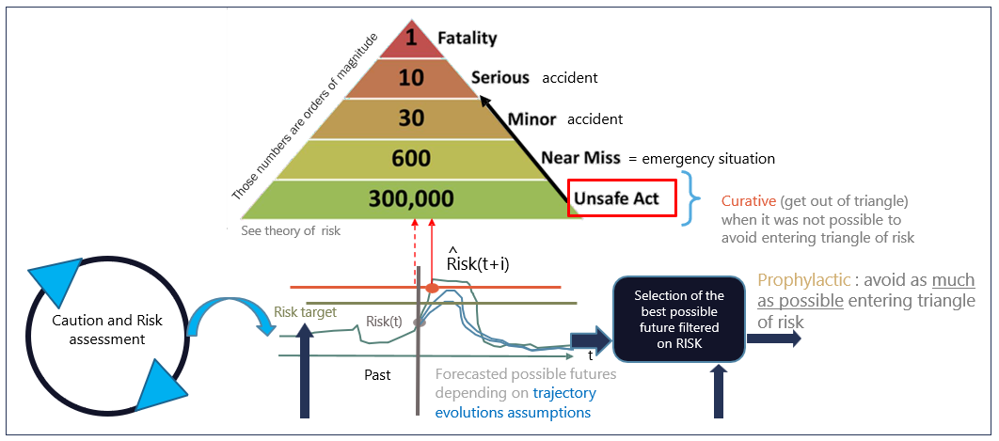 1 Fatality
10 Serious accident
30 Minor accident
600 Near Miss = emergency situation
300,000 Unsafe Act
Those numbers are orders of magnitude
See theory of risk
Curative (get out of triangle)
when it was not possible to
avoid entering triangle of risk
^
Risk(t+i)
Risk target
Risk(t)
t
Past
Forecasted possible futures
depending on trajectory
evolutions assumptions
Caution and Risk
assessment
Selection of the
best possible
future filtered
on RISK
Prophylactic : avoid as much
as possible entering triangle
of risk